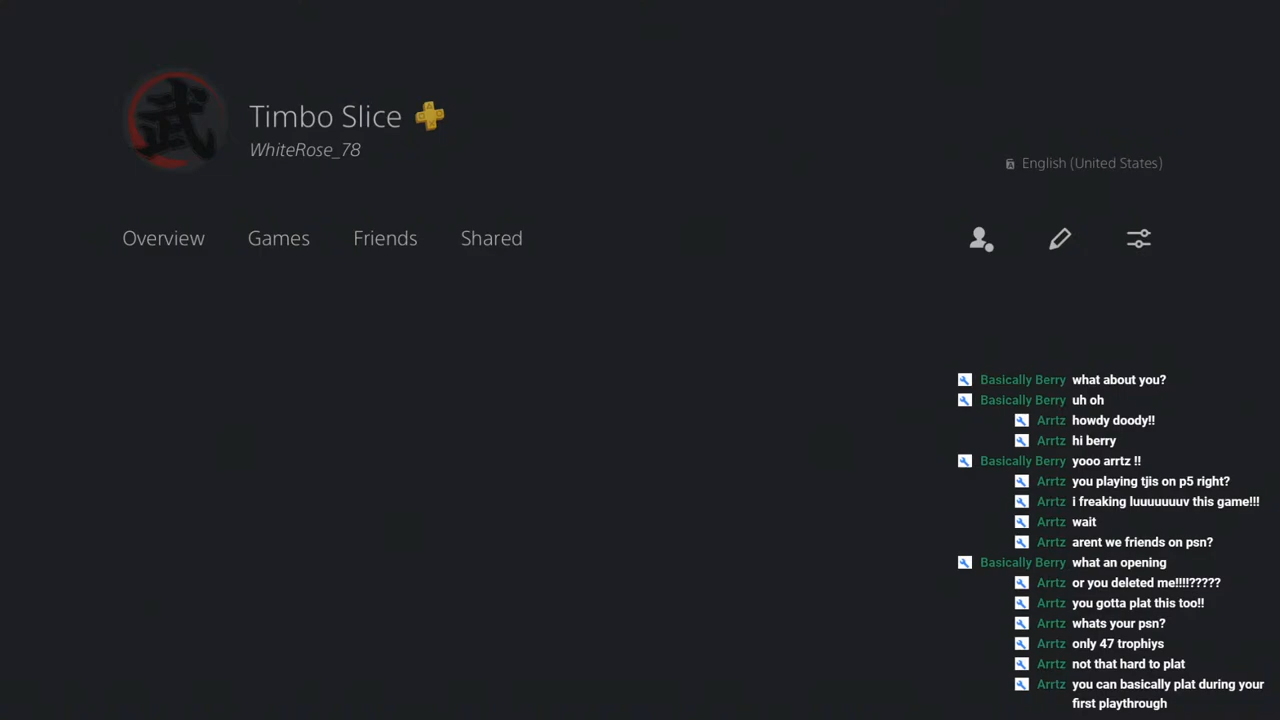 武
Timbo Slice
WhiteRose_78
English (United States)
Overview Games Friends Shared
Basically Berry what about you?
Basically Berry uh oh
Arrtz howdy doody!!
Arrtz hi berry
Basically Berry yooo arrtz !!
Arrtz you playing tjis on p5 right?
Arrtz i freaking luuuuuuuv this game!!!
Arrtz wait
Arrtz arent we friends on psn?
Basically Berry what an opening
Arrtz or you deleted me!!!!?????
Arrtz you gotta plat this too!!
Arrtz whats your psn?
Arrtz only 47 trophiys
Arrtz not that hard to plat
Arrtz you can basically plat during your
first playthrough